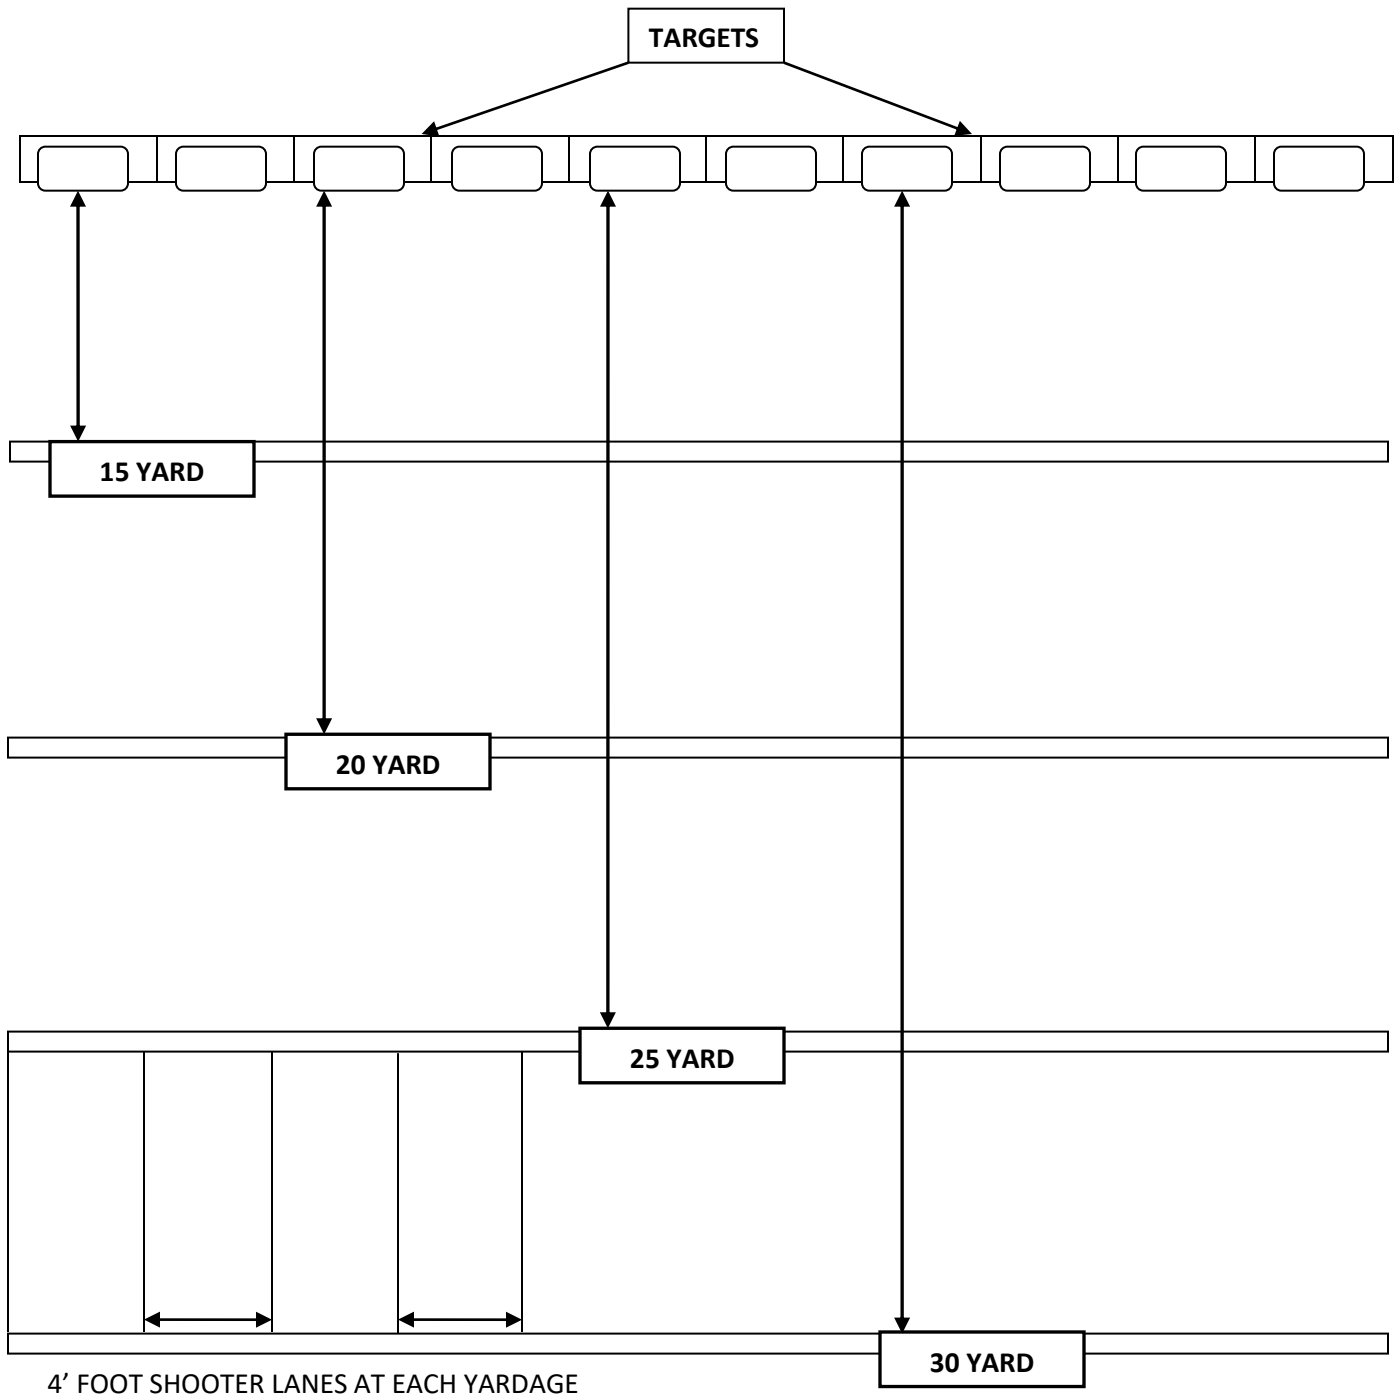 TARGETS
15 YARD
20 YARD
25 YARD
30 YARD
4’ FOOT SHOOTER LANES AT EACH YARDAGE